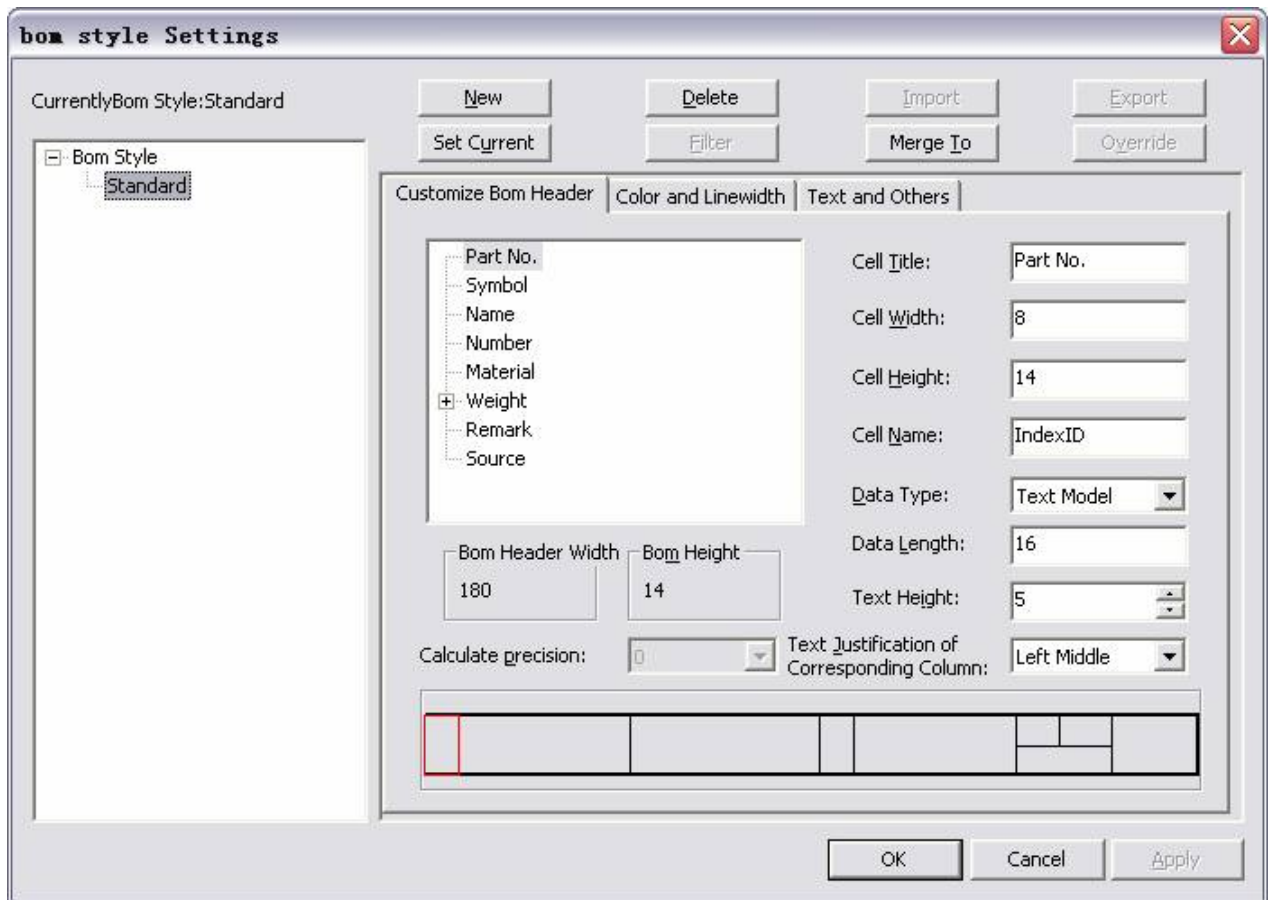 bom style Settings
CurrentlyBom Style:Standard
New
Delete
Import
Export
Set Current
Filter
Merge To
Override
Bom Style
Standard
Customize Bom Header
Color and Linewidth
Text and Others
Part No.
Symbol
Name
Number
Material
Weight
Remark
Source
Cell Title:
Part No.
Cell Width:
8
Cell Height:
14
Cell Name:
IndexID
Data Type:
Text Model
Data Length:
16
Text Height:
5
Bom Header Width
180
Bom Height
14
Calculate precision:
0
Text Justification of
Corresponding Column:
Left Middle
OK
Cancel
Apply